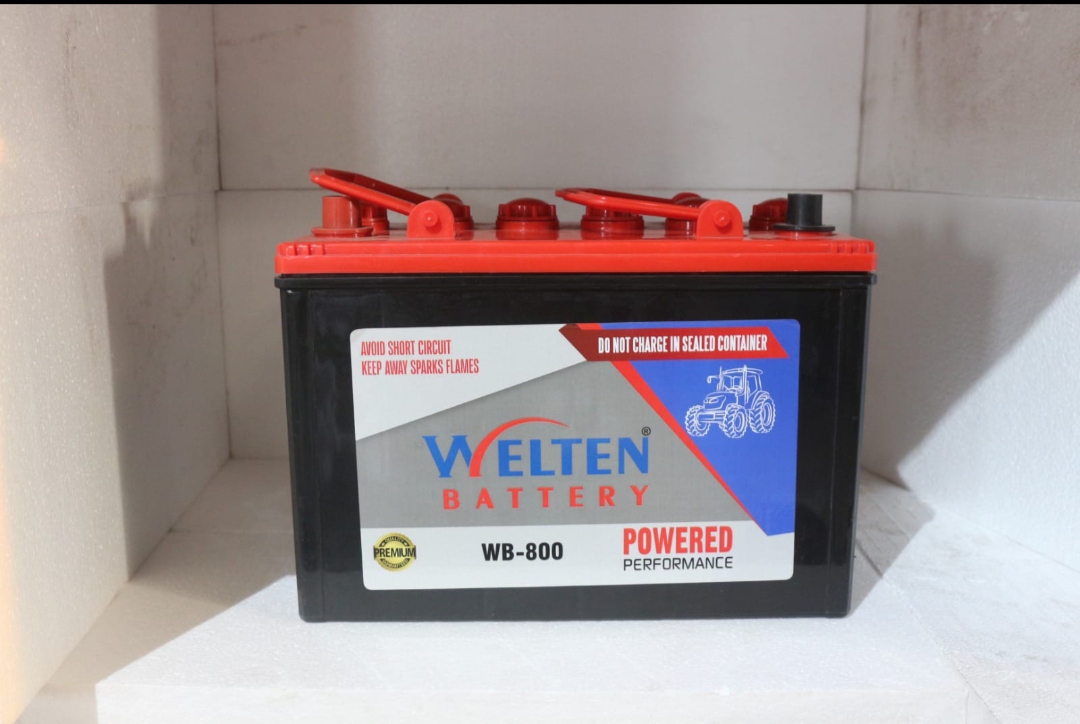 AVOID SHORT CIRCUIT
KEEP AWAY SPARKS FLAMES
DO NOT CHARGE IN SEALED CONTAINER
WELTEN®
BATTERY
QUALITY
PREMIUM
WB-800
POWERED
PERFORMANCE